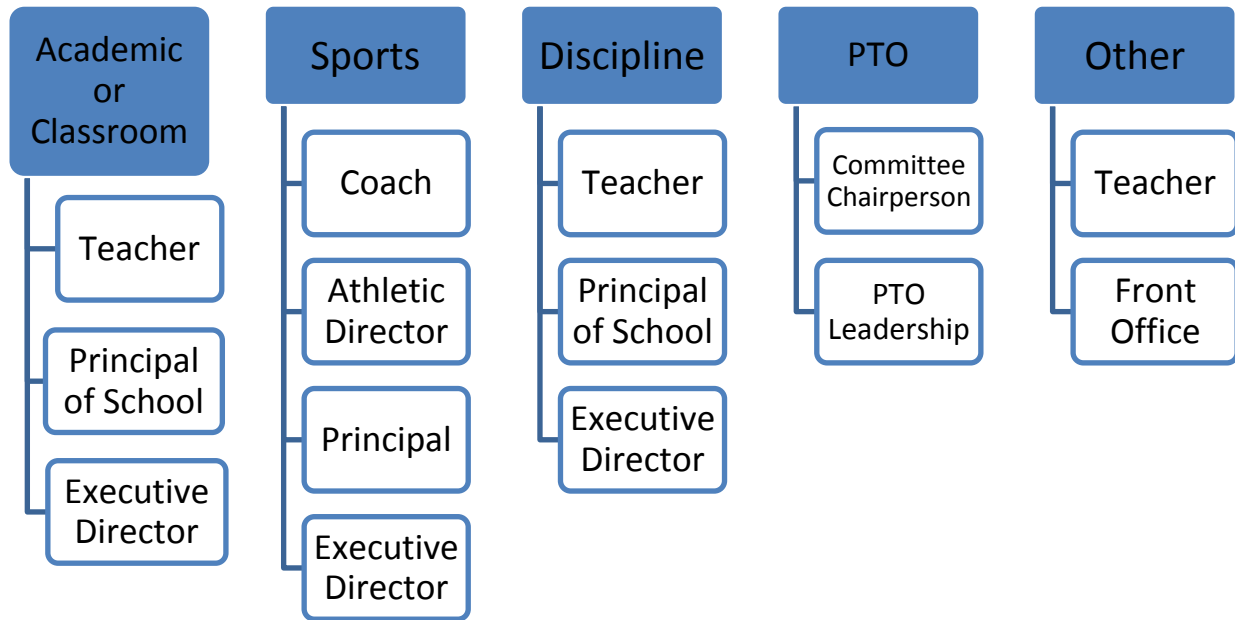 Academic
or
Classroom
Teacher
Principal
of School
Executive
Director
Sports
Coach
Athletic
Director
Principal
Executive
Director
Discipline
Teacher
Principal
of School
Executive
Director
PTO
Committee
Chairperson
PTO
Leadership
Other
Teacher
Front
Office